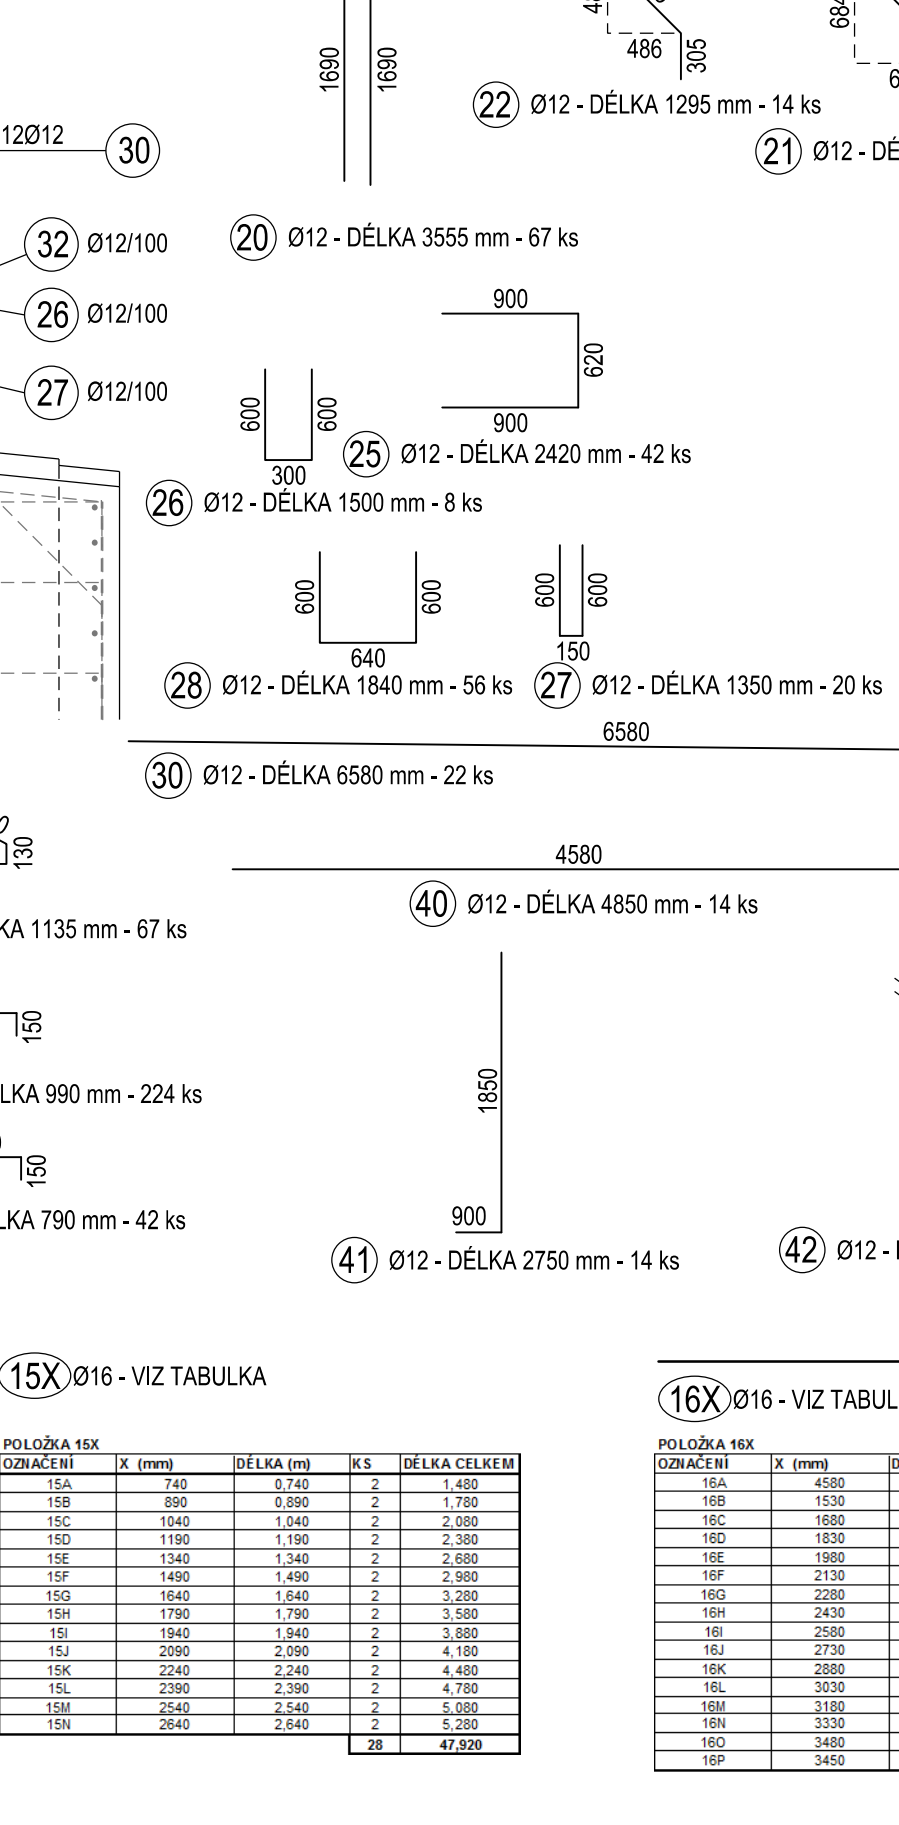 1690
1690
486
305
684
22 Ø12 - DÉLKA 1295 mm - 14 ks
12Ø12
30
21 Ø12 - DÉ
32 Ø12/100
20 Ø12 - DÉLKA 3555 mm - 67 ks
26 Ø12/100
900
620
900
27 Ø12/100
600
600
300
25 Ø12 - DÉLKA 2420 mm - 42 ks
26 Ø12 - DÉLKA 1500 mm - 8 ks
600
600
640
600
600
150
28 Ø12 - DÉLKA 1840 mm - 56 ks
27 Ø12 - DÉLKA 1350 mm - 20 ks
6580
30 Ø12 - DÉLKA 6580 mm - 22 ks
130
4580
40 Ø12 - DÉLKA 4850 mm - 14 ks
KA 1135 mm - 67 ks
150
LKA 990 mm - 224 ks
1850
150
900
LKA 790 mm - 42 ks
41 Ø12 - DÉLKA 2750 mm - 14 ks
42 Ø12 -
15X Ø16 - VIZ TABULKA
POLOŽKA 15X
OZNAČENÍ X (mm) DÉLKA (m) KS DÉLKA CELKEM
15A 740 0,740 2 1,480
15B 890 0,890 2 1,780
15C 1040 1,040 2 2,080
15D 1190 1,190 2 2,380
15E 1340 1,340 2 2,680
15F 1490 1,490 2 2,980
15G 1640 1,640 2 3,280
15H 1790 1,790 2 3,580
15I 1940 1,940 2 3,880
15J 2090 2,090 2 4,180
15K 2240 2,240 2 4,480
15L 2390 2,390 2 4,780
15M 2540 2,540 2 5,080
15N 2640 2,640 2 5,280
28 47,920
16X Ø16 - VIZ TABUL
POLOŽKA 16X
OZNAČENÍ X (mm) D
16A 4580
16B 1530
16C 1680
16D 1830
16E 1980
16F 2130
16G 2280
16H 2430
16I 2580
16J 2730
16K 2880
16L 3030
16M 3180
16N 3330
16O 3480
16P 3450